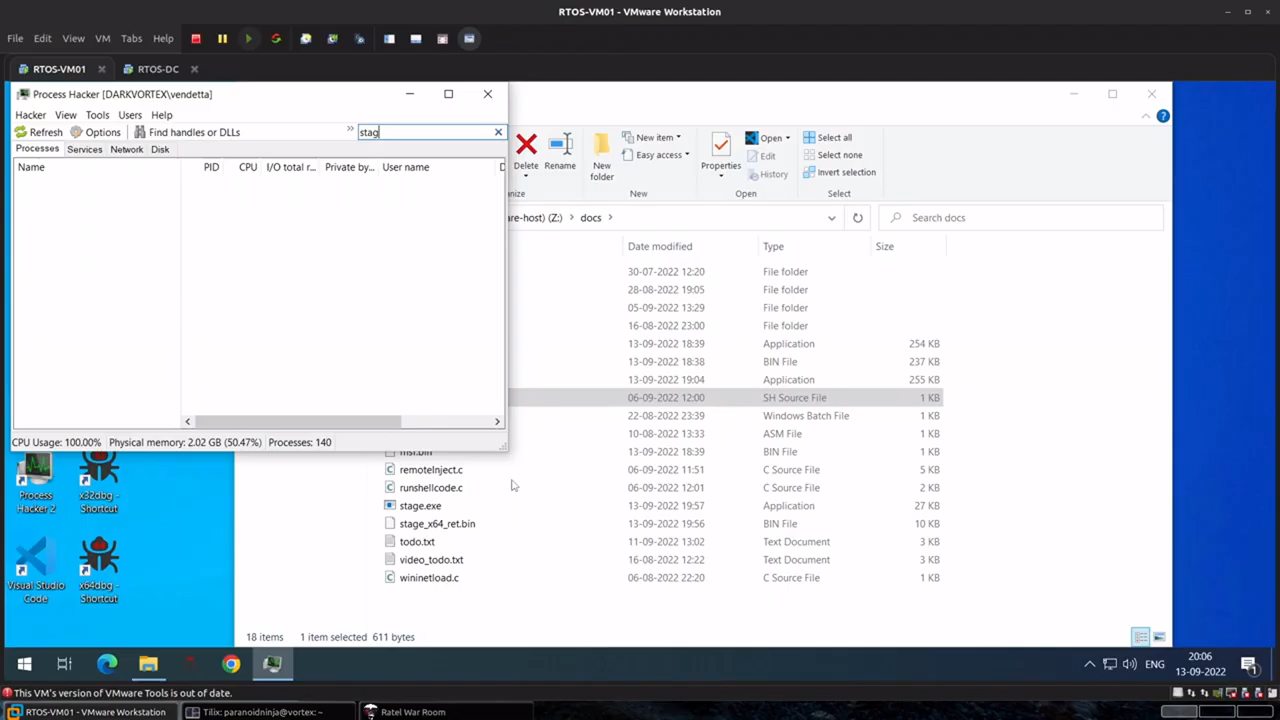 RTOS-VM01 - VMware Workstation
File Edit View VM Tabs Help
RTOS-VM01 RTOS-DC
Process Hacker [DARKVORTEX\vendetta]
Hacker View Tools Users Help
Refresh Options Find handles or DLLs » stag
Processes Services Network Disk
Name PID CPU I/O total r... Private by... User name
CPU Usage: 100.00% Physical memory: 2.02 GB (50.47%) Processes: 140
Delete Rename New folder New item Easy access Properties Open Edit History Select all Select none Invert selection
New Open Select
are-host) (Z:) docs Search docs
Date modified Type Size
30-07-2022 12:20 File folder
28-08-2022 19:05 File folder
05-09-2022 13:29 File folder
16-08-2022 23:00 File folder
13-09-2022 18:39 Application 254 KB
13-09-2022 18:38 BIN File 237 KB
13-09-2022 19:04 Application 255 KB
06-09-2022 12:00 SH Source File 1 KB
22-08-2022 23:39 Windows Batch File 1 KB
10-08-2022 13:33 ASM File 1 KB
msf.bin 13-09-2022 18:39 BIN File 1 KB
remoteInject.c 06-09-2022 11:51 C Source File 5 KB
runshellcode.c 06-09-2022 12:01 C Source File 2 KB
stage.exe 13-09-2022 19:57 Application 27 KB
stage_x64_ret.bin 13-09-2022 19:56 BIN File 10 KB
todo.txt 11-09-2022 13:02 Text Document 3 KB
video_todo.txt 16-08-2022 12:22 Text Document 3 KB
wininetload.c 06-08-2022 22:20 C Source File 3 KB
18 items 1 item selected 611 bytes
Process Hacker 2
x32dbg - Shortcut
Visual Studio Code
x64dbg - Shortcut
ENG 20:06
13-09-2022
This VM's version of VMware Tools is out of date.
RTOS-VM01 - VMware Workstation Tilix: paranoidninja@vortex: ~ Ratel War Room